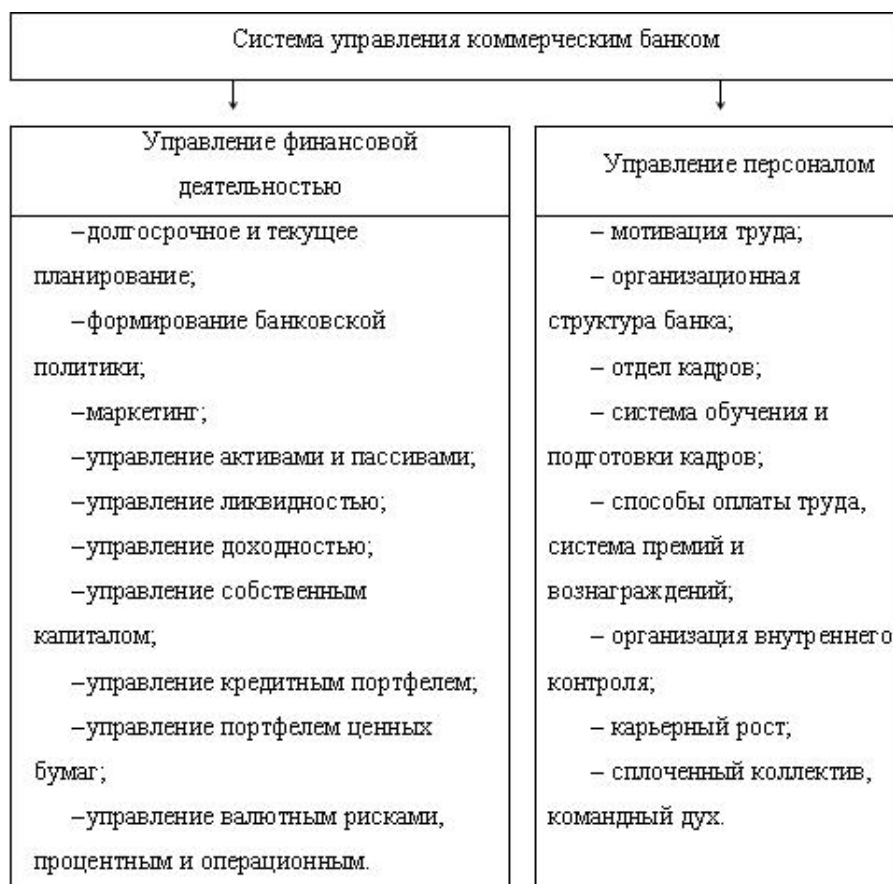 Система управления коммерческим банком
Управление финансовой
деятельностью
–долгосрочное и текущее
планирование;
–формирование банковской
политики;
–маркетинг;
–управление активами и пассивами;
–управление ликвидностью;
–управление доходностью;
–управление собственным
капиталом;
–управление кредитным портфелем;
–управление портфелем ценных
бумаг;
–управление валютным рисками,
процентным и операционным.
Управление персоналом
– мотивация труда;
– организационная
структура банка;
– отдел кадров;
– система обучения и
подготовки кадров;
– способы оплаты труда,
система премий и
вознаграждений;
– организация внутреннего
контроля;
– карьерный рост;
– сплоченный коллектив,
командный дух.